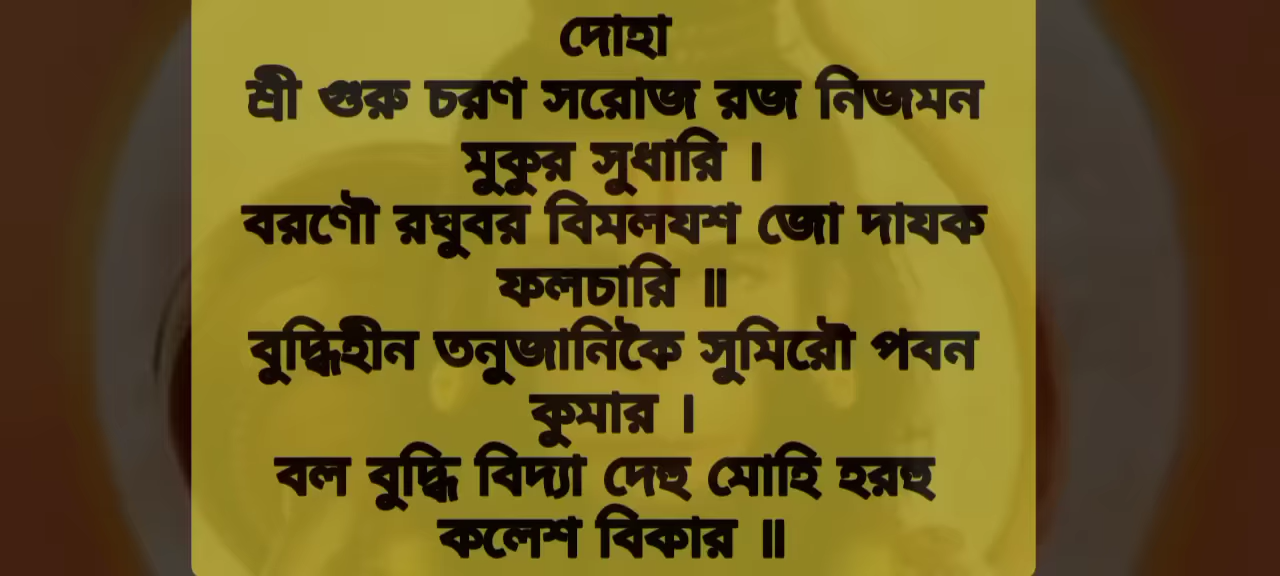 দোহা
শ্রী গুরু চরণ সরোজ রজ নিজমন
মুকুর সুধারি ।
বরণৌ রঘুবর বিমলযশ জো দাযক
ফলচারি ॥
বুদ্ধিহীন তনুজানিকৈ সুমিরৌ পবন
কুমার ।
বল বুদ্ধি বিদ্যা দেহু মোহি হরহু
কলেশ বিকার ॥